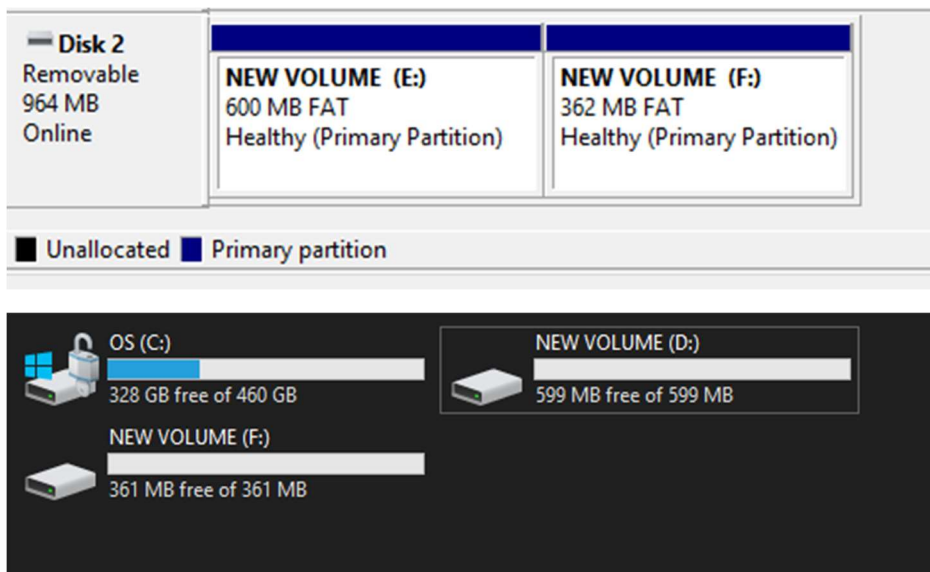 Disk 2
Removable
964 MB
Online
NEW VOLUME (E:)
600 MB FAT
Healthy (Primary Partition)
NEW VOLUME (F:)
362 MB FAT
Healthy (Primary Partition)
Unallocated Primary partition
OS (C:)
328 GB free of 460 GB
NEW VOLUME (D:)
599 MB free of 599 MB
NEW VOLUME (F:)
361 MB free of 361 MB